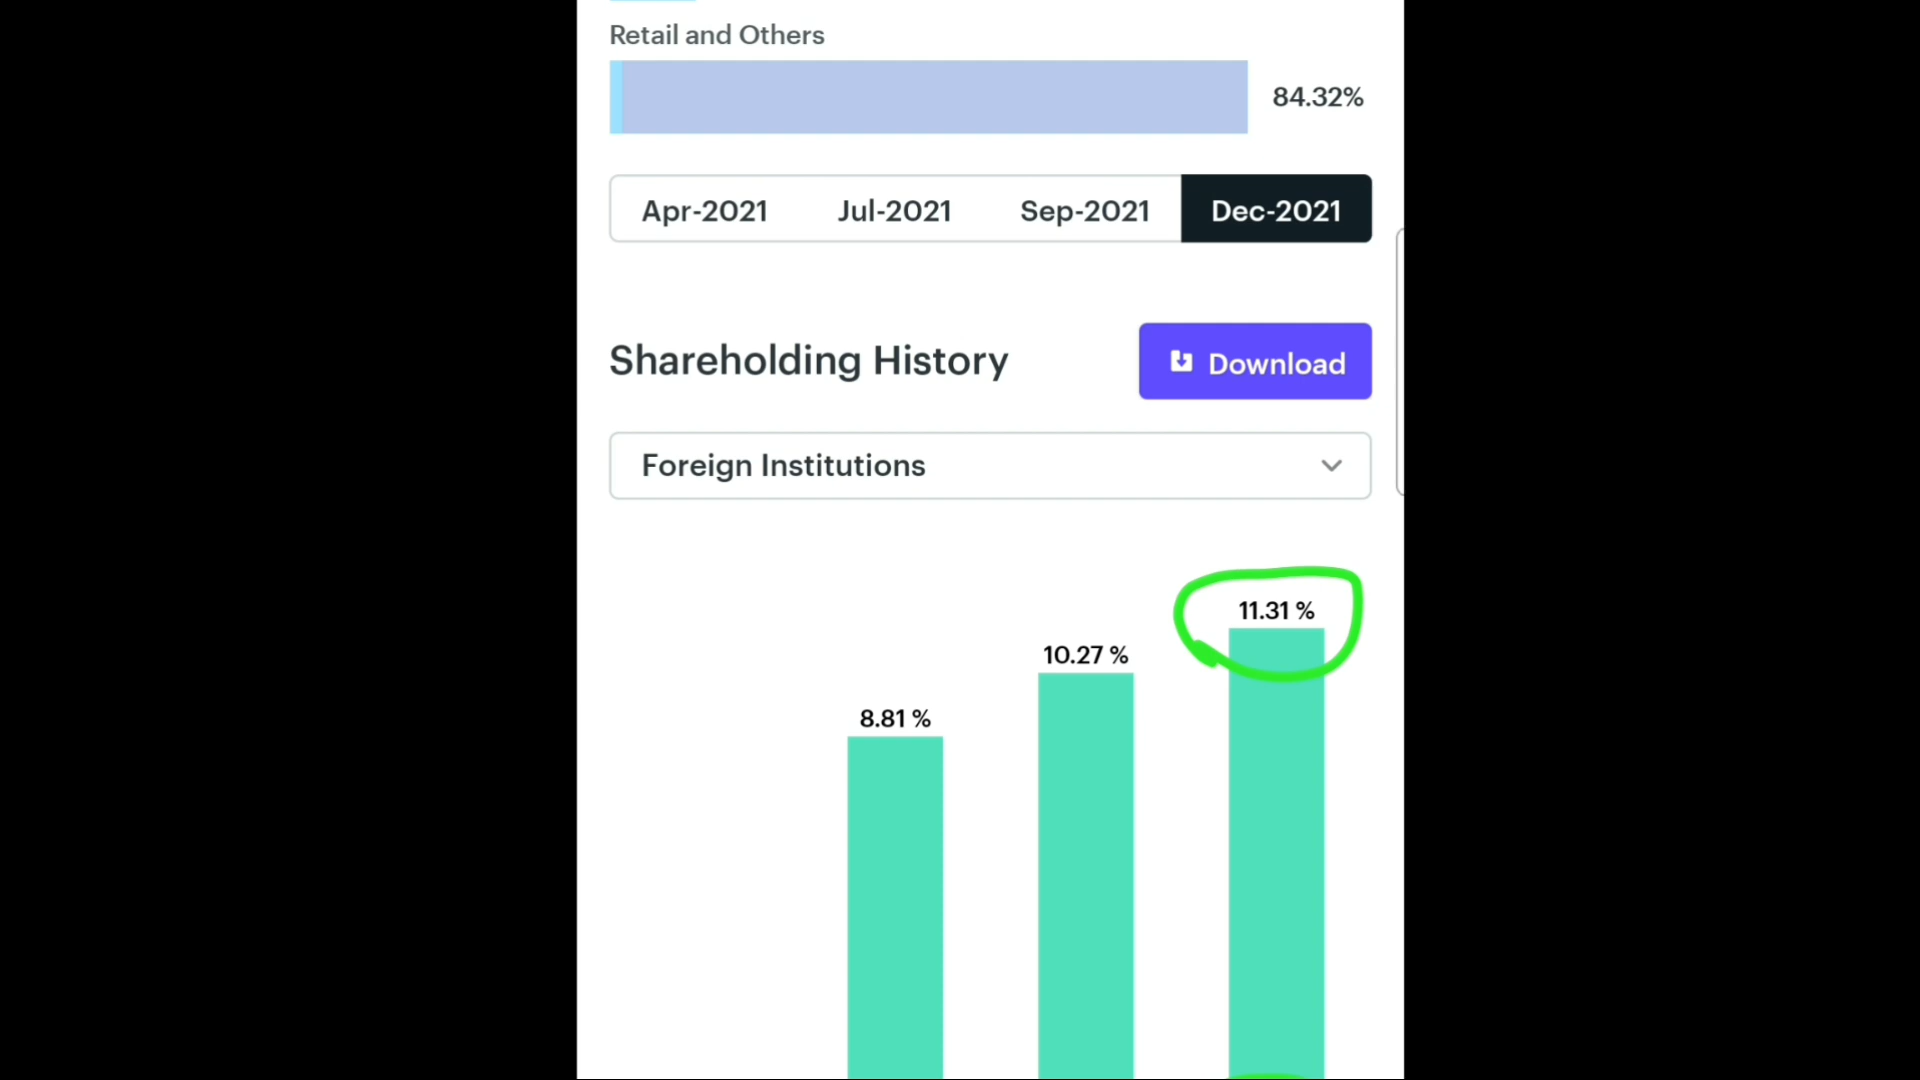 Retail and Others
84.32%
Apr-2021 Jul-2021 Sep-2021 Dec-2021
Shareholding History Download
Foreign Institutions
11.31 %
10.27 %
8.81 %